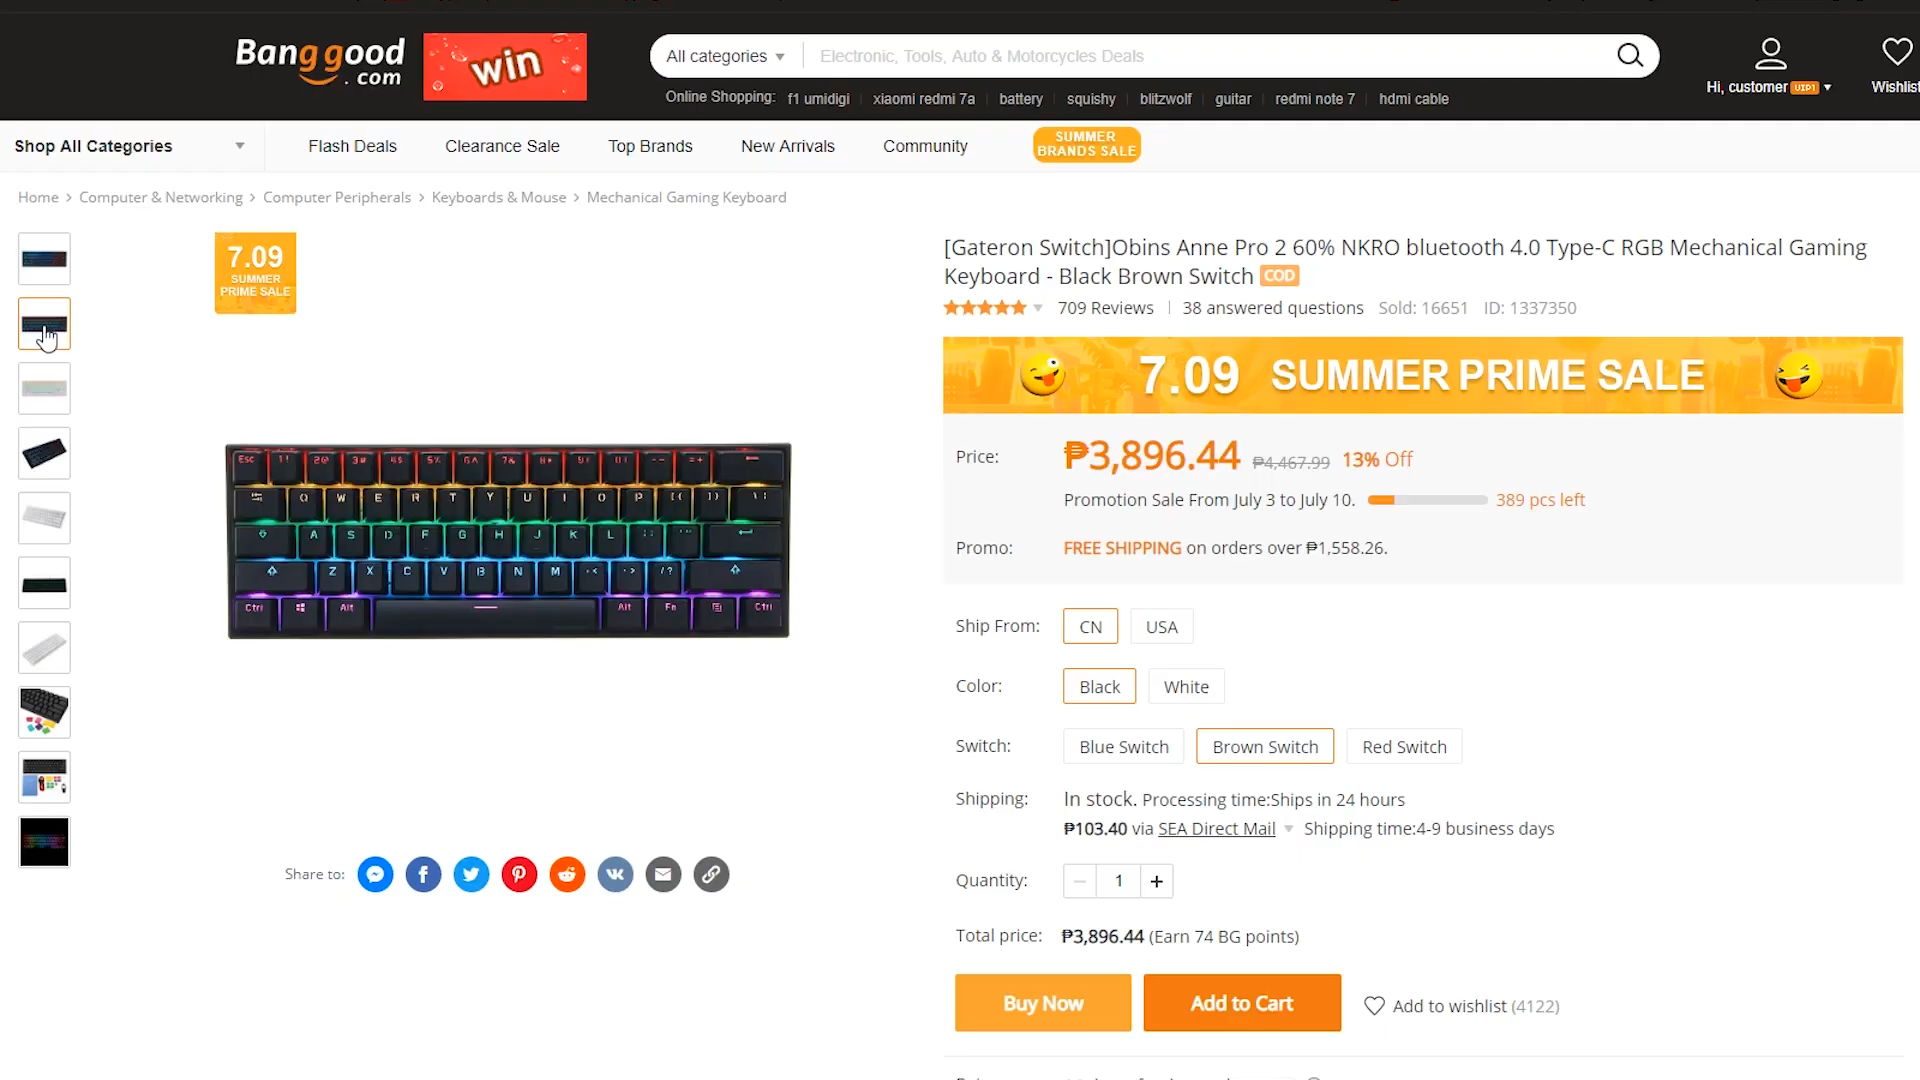 Banggood.com
win
All categories
Electronic, Tools, Auto & Motorcycles Deals
Hi, customer VIP1
Wishlist
Online Shopping: f1 umidigi xiaomi redmi 7a battery squishy blitzwolf guitar redmi note 7 hdmi cable
Shop All Categories
Flash Deals
Clearance Sale
Top Brands
New Arrivals
Community
SUMMER
BRANDS SALE
Home > Computer & Networking > Computer Peripherals > Keyboards & Mouse > Mechanical Gaming Keyboard
7.09
SUMMER
PRIME SALE
[Gateron Switch]Obins Anne Pro 2 60% NKRO bluetooth 4.0 Type-C RGB Mechanical Gaming
Keyboard - Black Brown Switch COD
709 Reviews | 38 answered questions Sold: 16651 ID: 1337350
7.09 SUMMER PRIME SALE
Price: ₱3,896.44 ₱4,467.99 13% Off
Promotion Sale From July 3 to July 10. 389 pcs left
Promo: FREE SHIPPING on orders over ₱1,558.26.
Ship From: CN USA
Color: Black White
Switch: Blue Switch Brown Switch Red Switch
Shipping: In stock. Processing time:Ships in 24 hours
₱103.40 via SEA Direct Mail Shipping time:4-9 business days
Quantity: − 1 +
Total price: ₱3,896.44 (Earn 74 BG points)
Buy Now
Add to Cart
Add to wishlist (4122)
Esc
Q W E R T Y U I O P
A S D F G H J K L
Z X C V B N M
Ctrl Alt Alt Fn Ctrl
Share to: